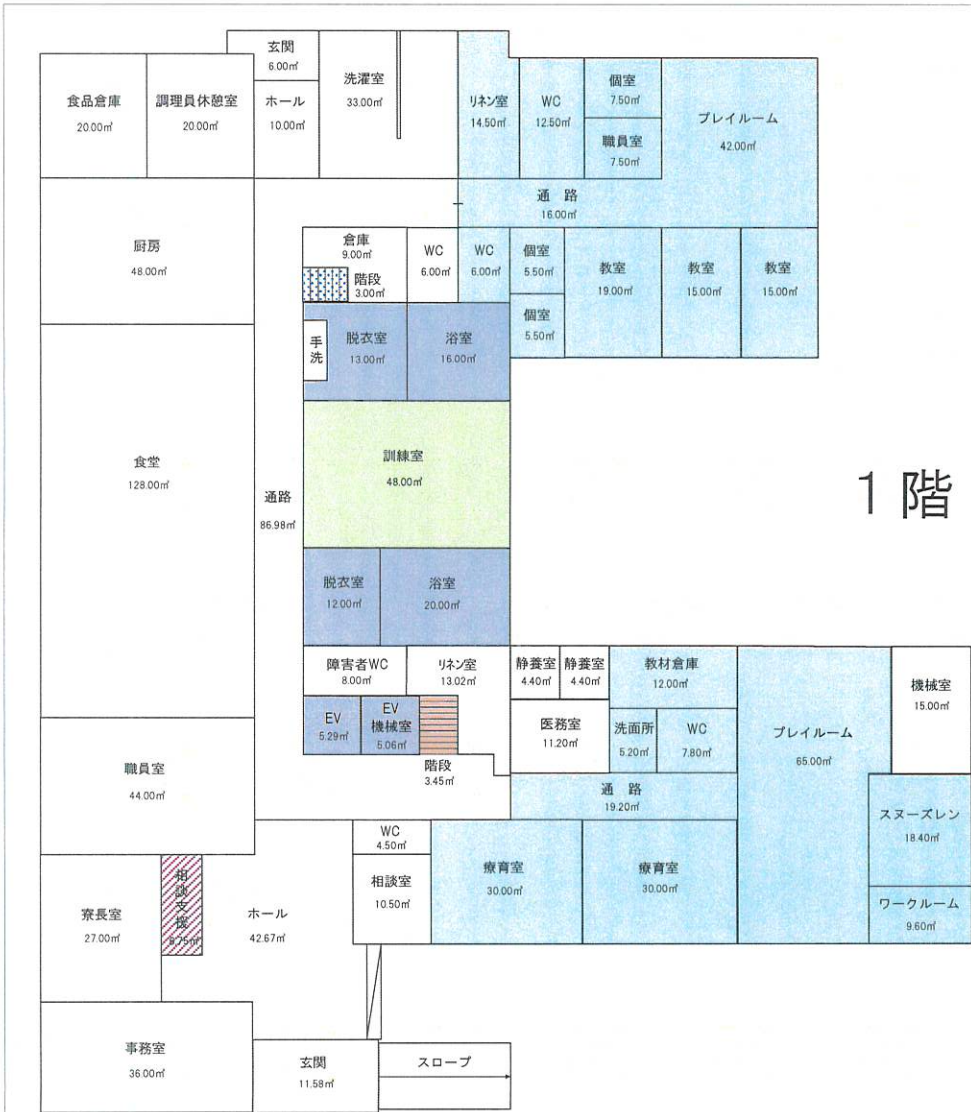 玄関
6.00㎡
洗濯室
33.00㎡
食品倉庫
20.00㎡
調理員休憩室
20.00㎡
ホール
10.00㎡
リネン室
14.50㎡
WC
12.50㎡
個室
7.50㎡
職員室
7.50㎡
プレイルーム
42.00㎡
通 路
16.00㎡
厨房
48.00㎡
倉庫
9.00㎡
階段
3.00㎡
WC
6.00㎡
WC
6.00㎡
個室
5.50㎡
個室
5.50㎡
教室
19.00㎡
教室
15.00㎡
教室
15.00㎡
手洗
脱衣室
13.00㎡
浴室
16.00㎡
食堂
128.00㎡
通路
86.98㎡
訓練室
48.00㎡
1階
脱衣室
12.00㎡
浴室
20.00㎡
障害者WC
8.00㎡
リネン室
13.02㎡
静養室
4.40㎡
静養室
4.40㎡
教材倉庫
12.00㎡
機械室
15.00㎡
EV
5.29㎡
EV
機械室
5.06㎡
階段
3.45㎡
医務室
11.20㎡
洗面所
5.20㎡
WC
7.80㎡
プレイルーム
65.00㎡
職員室
44.00㎡
通 路
19.20㎡
スヌーズレン
18.40㎡
WC
4.50㎡
相談室
10.50㎡
療育室
30.00㎡
療育室
30.00㎡
ワークルーム
9.60㎡
寮長室
27.00㎡
相談支援
6.75㎡
ホール
42.67㎡
事務室
36.00㎡
玄関
11.58㎡
スロープ